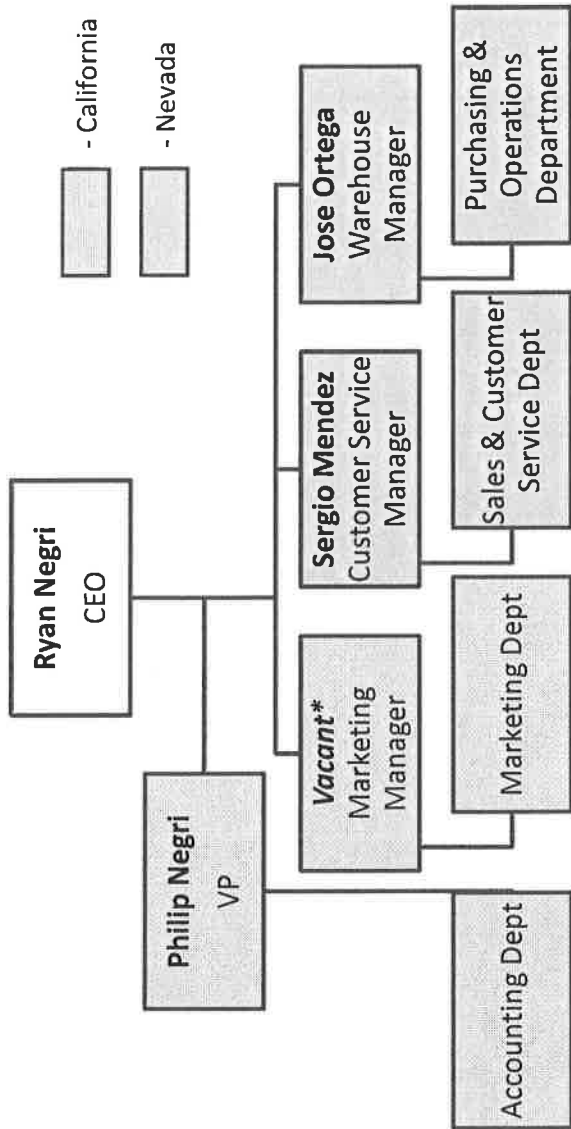 Ryan Negri
CEO
- California
- Nevada
Philip Negri
VP
Vacant*
Marketing
Manager
Sergio Mendez
Customer Service
Manager
Jose Ortega
Warehouse
Manager
Accounting Dept
Marketing Dept
Sales & Customer
Service Dept
Purchasing &
Operations
Department